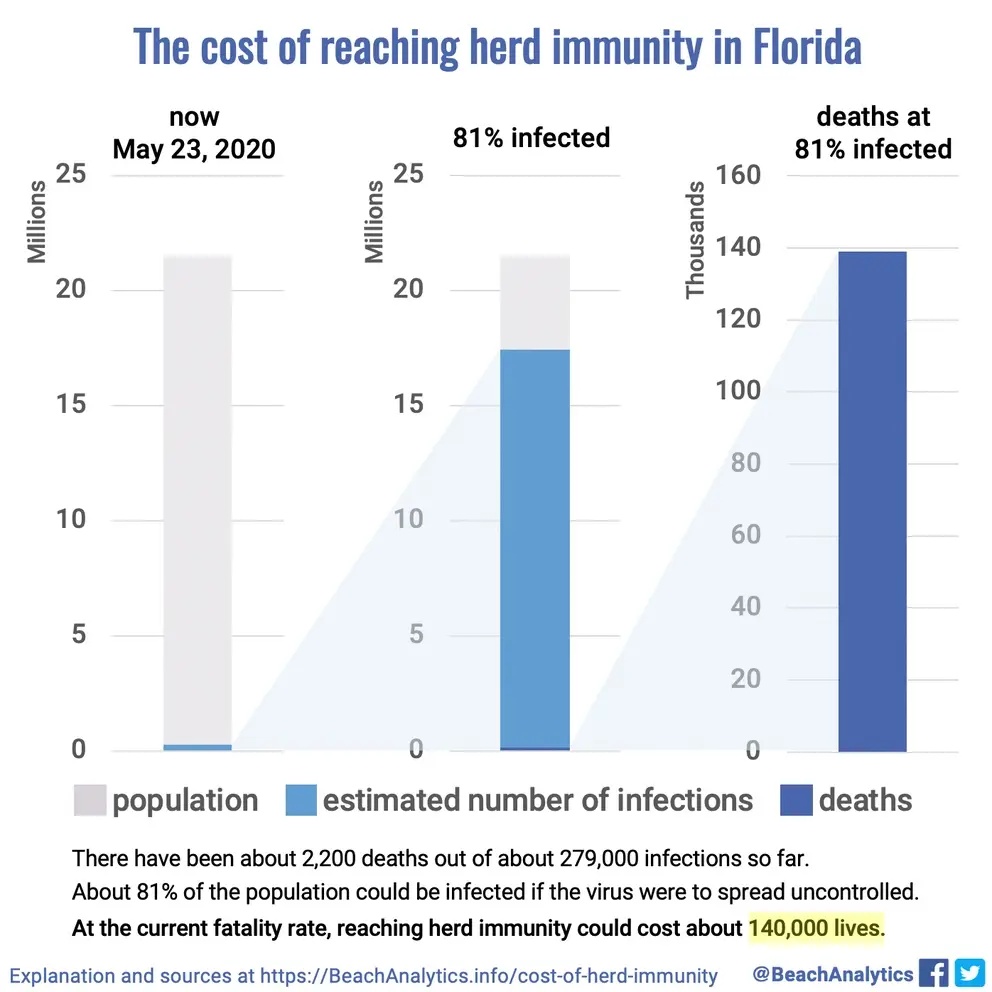 The cost of reaching herd immunity in Florida
now
May 23, 2020
81% infected
deaths at
81% infected
Millions
25
20
15
10
5
0
Millions
25
20
15
10
5
0
Thousands
160
140
120
100
80
60
40
20
0
population
estimated number of infections
deaths
There have been about 2,200 deaths out of about 279,000 infections so far.
About 81% of the population could be infected if the virus were to spread uncontrolled.
At the current fatality rate, reaching herd immunity could cost about 140,000 lives.
Explanation and sources at https://BeachAnalytics.info/cost-of-herd-immunity
@BeachAnalytics